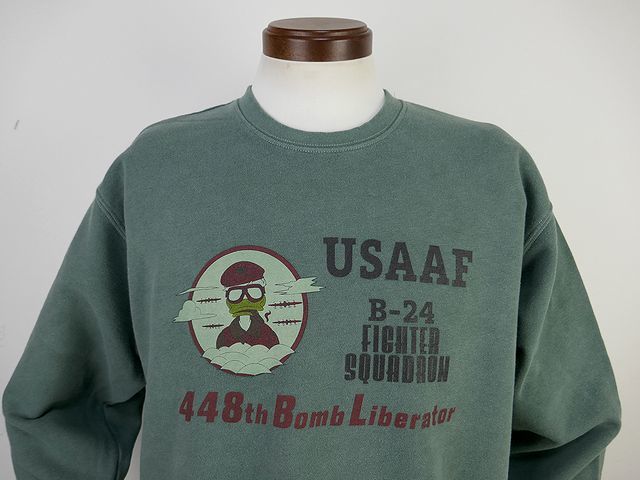 USAAF
B-24
FIGHTER
SQUADRON
448th Bomb Liberator